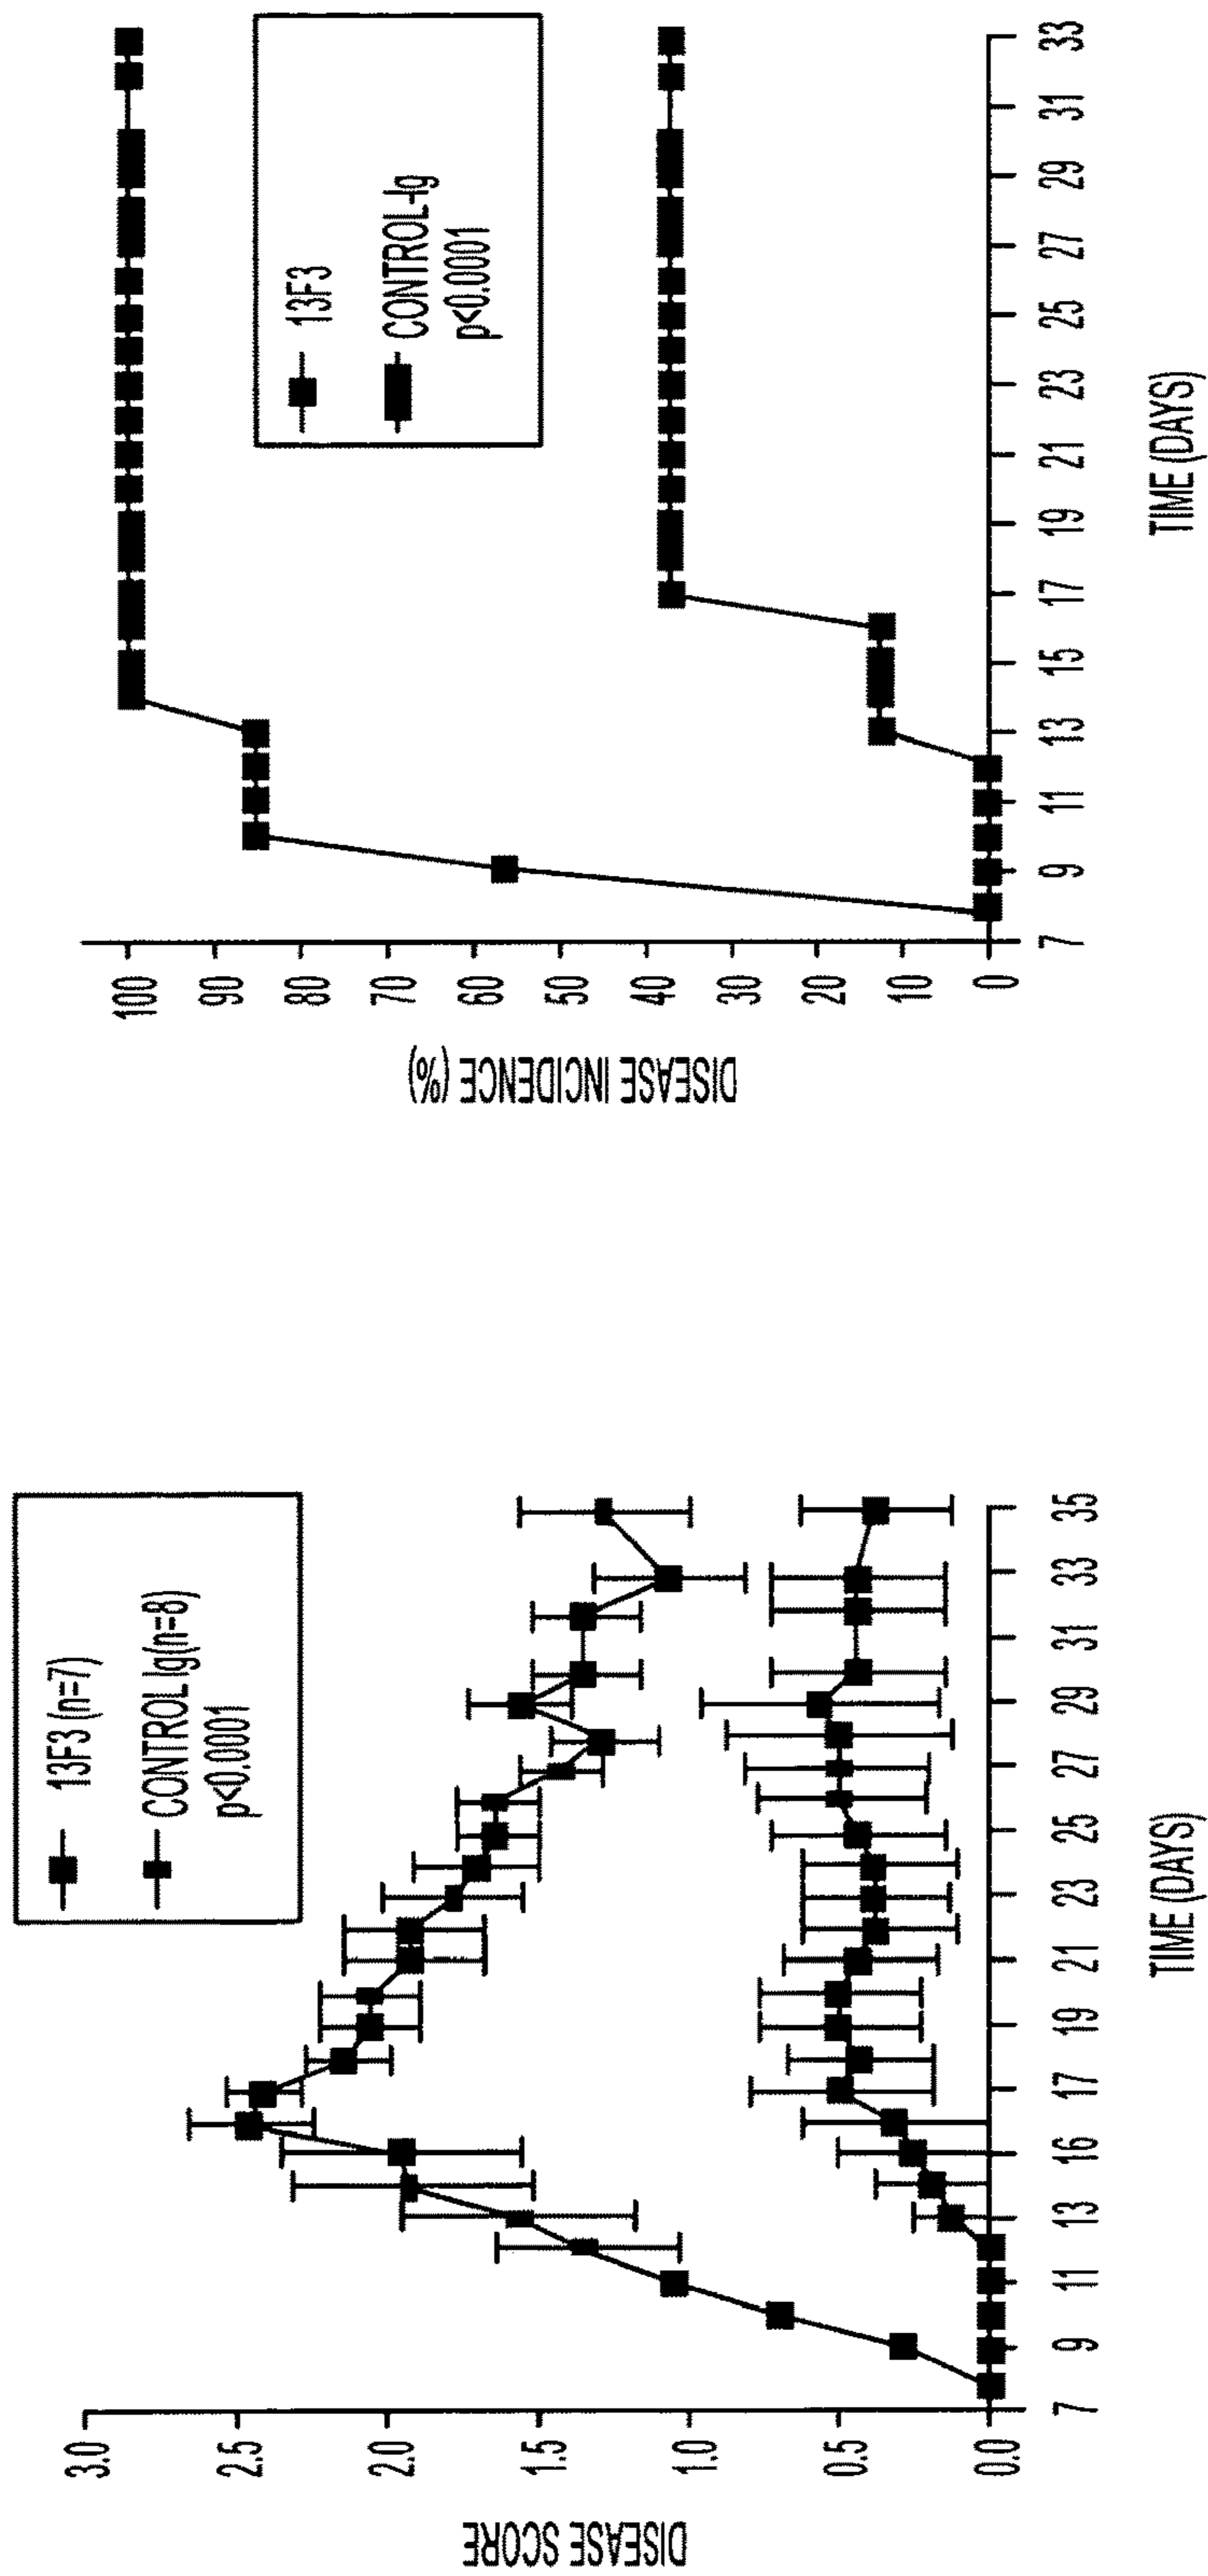 13F3 (n=7)
CONTROL Ig(n=8)
p<0.0001
DISEASE SCORE
3.0
2.5
2.0
1.5
1.0
0.5
0.0
7 9 11 13 16 17 19 21 23 25 27 29 31 33 35
TIME (DAYS)
13F3
CONTROL-Ig
p<0.0001
DISEASE INCIDENCE (%)
100
90
80
70
60
50
40
30
20
10
0
7 9 11 13 15 17 19 21 23 25 27 29 31 33
TIME (DAYS)